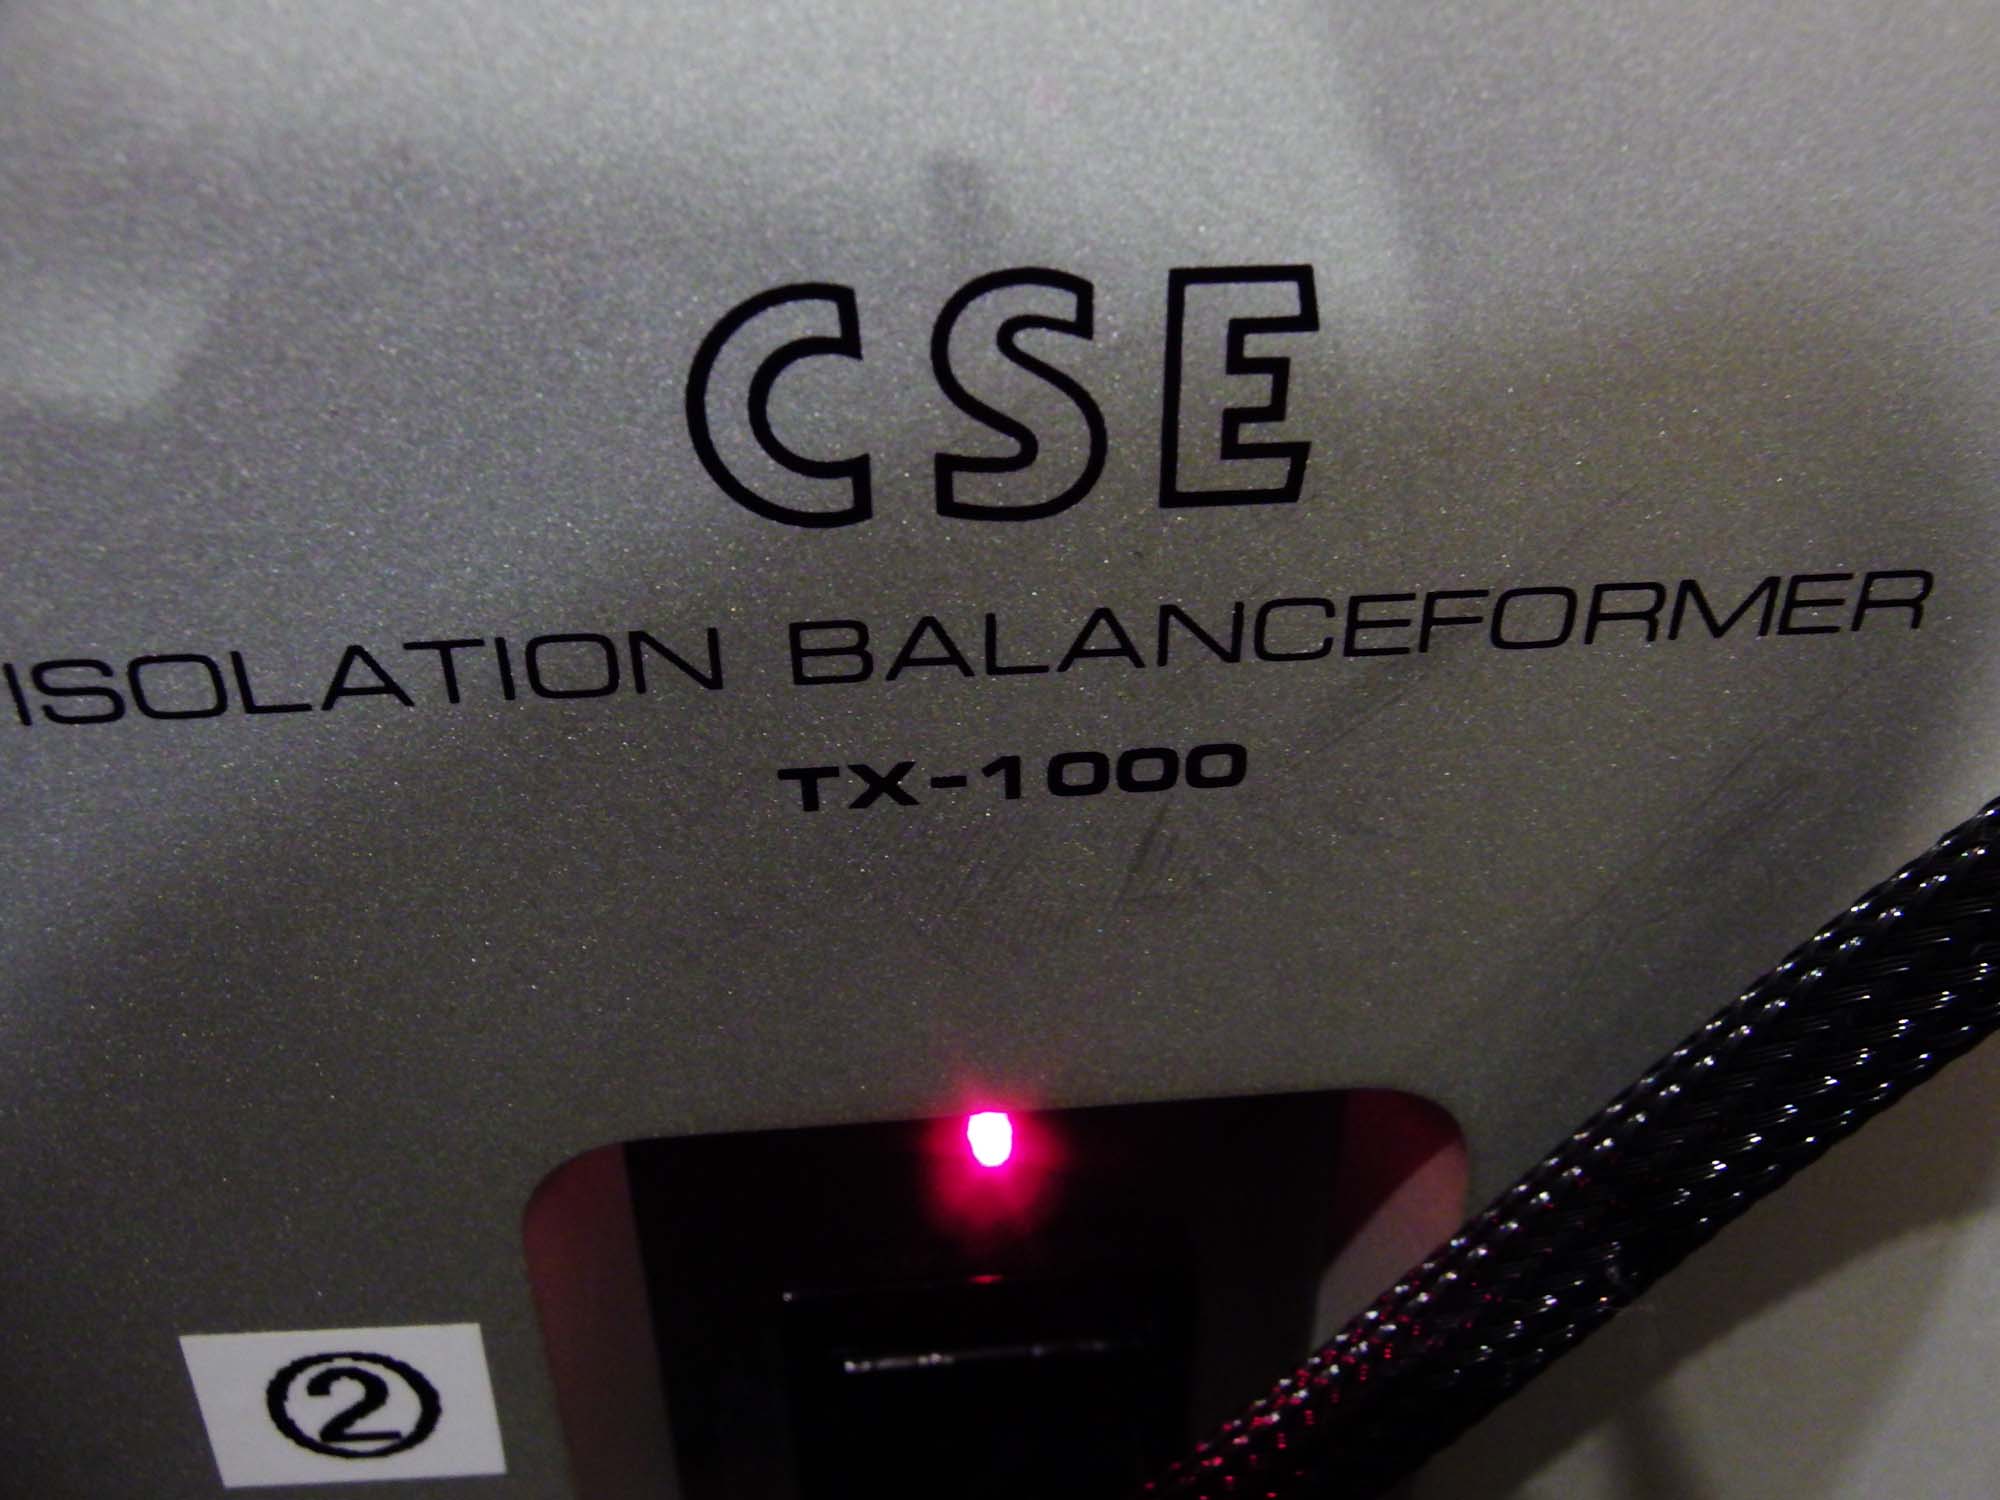 CSE
ISOLATION BALANCEFORMER
TX-1000
②